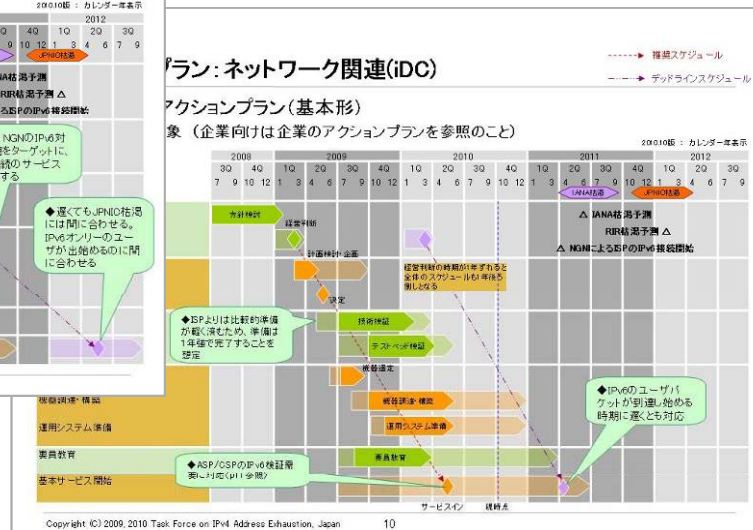 2010.10版 : カレンダー年表示
2012
4Q 1Q 2Q 3Q
9 10 12 1 3 4 6 7 9
JPNIC枯渇
NA枯渇予測
RIR枯渇予測 △
るISPのIPv6接続開始
NGNのIPv6対
をターゲットに、
続のサービス
する
◆遅くてもJPNIC枯渇
には間に合わせる。
IPv6オンリーのユー
ザが出始めるのに間
に合わせる
プラン:ネットワーク関連(iDC)
推奨スケジュール
デッドラインスケジュール
アクションプラン(基本形)
象 (企業向けは企業のアクションプランを参照のこと)
2010.10版 : カレンダー年表示
2008 2009 2010 2011 2012
3Q 4Q 1Q 2Q 3Q 4Q 1Q 2Q 3Q 4Q 1Q 2Q 3Q 4Q 1Q 2Q 3Q
7 9 10 12 1 3 4 6 7 9 10 12 1 3 4 6 7 9 10 12 1 3 4 6 7 9 10 12 1 3 4 6 7 9
IANA枯渇 JPNIC枯渇
方針検討
経営判断
△ IANA枯渇予測
RIR枯渇予測 △
△ NGNによるISPのIPv6接続開始
計画検討・企画
経営判断の時期が1年ずれると
全体のスケジュールも1年後ろ
倒しとなる
決定
◆ISPよりは比較的準備
が軽く済むため、準備は
1年強で完了することを
想定
技術検証
テストベッド検証
機器選定
機器調達・構築
機器調達・構築
運用システム準備
運用システム準備
◆IPv6のユーザパ
ケットが到達し始める
時期に遅くとも対応
要員教育
要員教育
基本サービス開始
◆ASP/CSPのIPv6検証需
要に対応(p11参照)
サービスイン 現時点
Copyright (C) 2009, 2010 Task Force on IPv4 Address Exhaustion, Japan 10